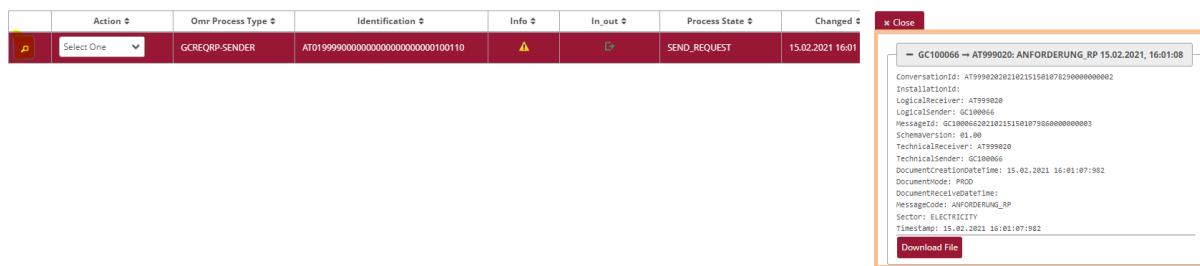 Action Omr Process Type Identification Info In_out Process State Changed
Select One GCREQRP-SENDER AT0199990000000000000000000100110 SEND_REQUEST 15.02.2021 16:01
× Close
− GC100066 → AT999020: ANFORDERUNG_RP 15.02.2021, 16:01:08
ConversationId: AT999020202102151501078290000000002
InstallationId:
LogicalReceiver: AT999020
LogicalSender: GC100066
MessageId: GC100066202102151501079860000000003
SchemaVersion: 01.00
TechnicalReceiver: AT999020
TechnicalSender: GC100066
DocumentCreationDateTime: 15.02.2021 16:01:07:982
DocumentMode: PROD
DocumentReceiveDateTime:
MessageCode: ANFORDERUNG_RP
Sector: ELECTRICITY
Timestamp: 15.02.2021 16:01:07:982
Download File